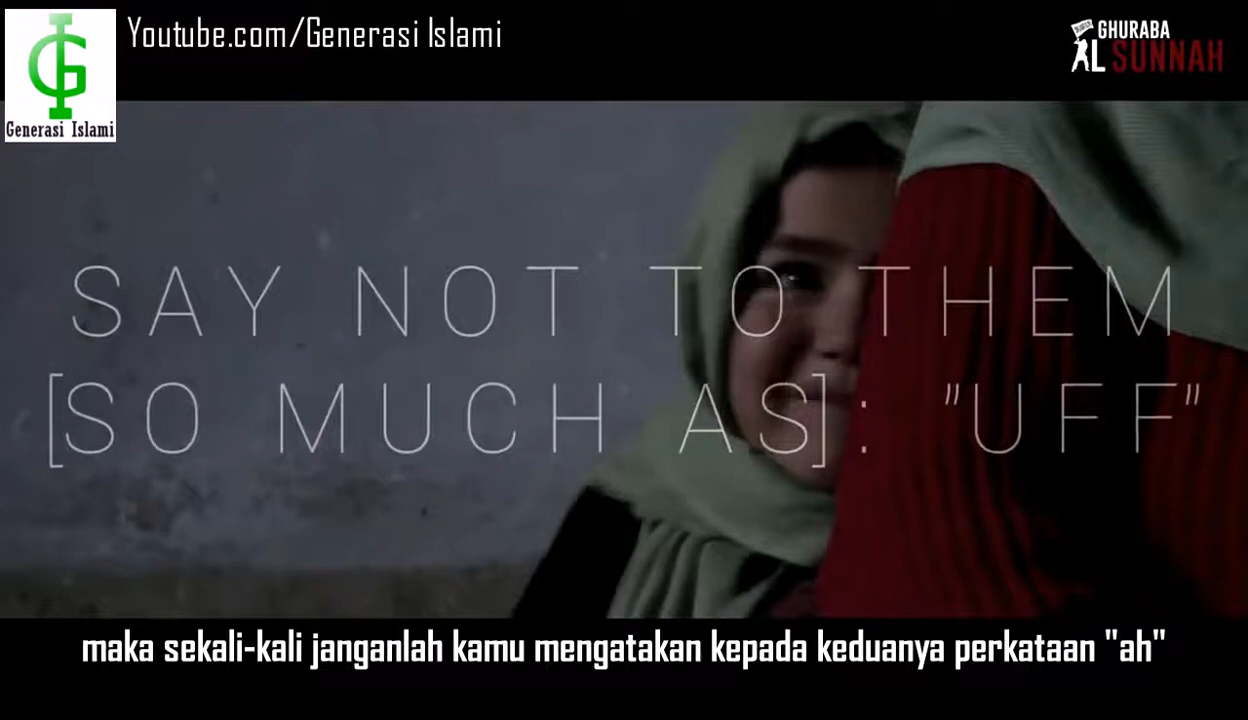 Youtube.com/Generasi Islami
GHURABA
AL SUNNAH
Generasi Islami
SAY NOT TO THEM
[SO MUCH AS]: "UFF"
maka sekali-kali janganlah kamu mengatakan kepada keduanya perkataan "ah"